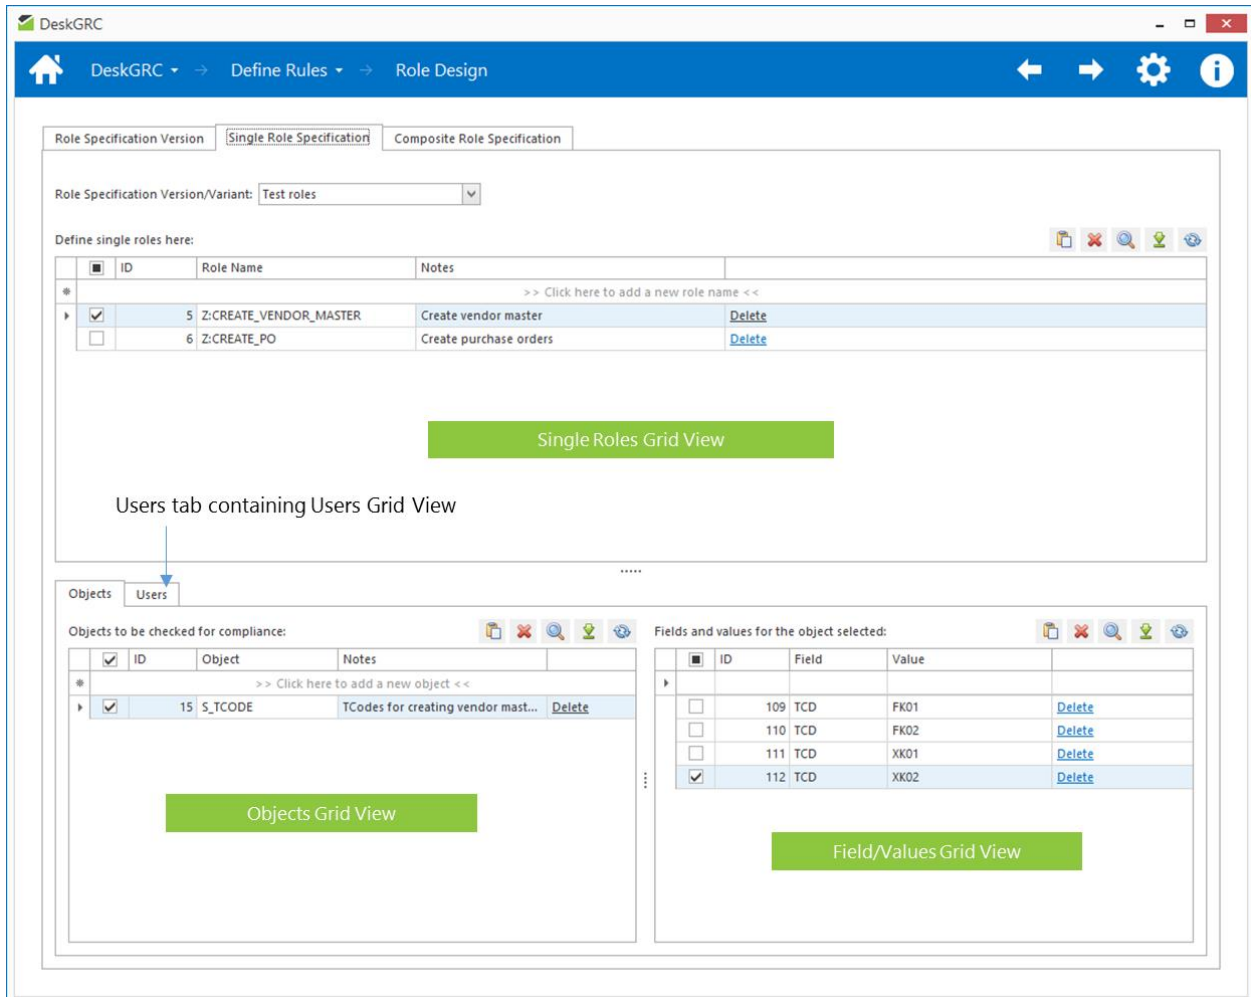 DeskGRC
DeskGRC Define Rules Role Design
Role Specification Version Single Role Specification Composite Role Specification
Role Specification Version/Variant: Test roles
Define single roles here:
ID Role Name Notes
>> Click here to add a new role name <<
5 Z:CREATE_VENDOR_MASTER Create vendor master Delete
6 Z:CREATE_PO Create purchase orders Delete
Single Roles Grid View
Users tab containing Users Grid View
Objects Users
Objects to be checked for compliance:
ID Object Notes
>> Click here to add a new object <<
15 S_TCODE TCodes for creating vendor mast... Delete
Objects Grid View
Fields and values for the object selected:
ID Field Value
109 TCD FK01 Delete
110 TCD FK02 Delete
111 TCD XK01 Delete
112 TCD XK02 Delete
Field/Values Grid View